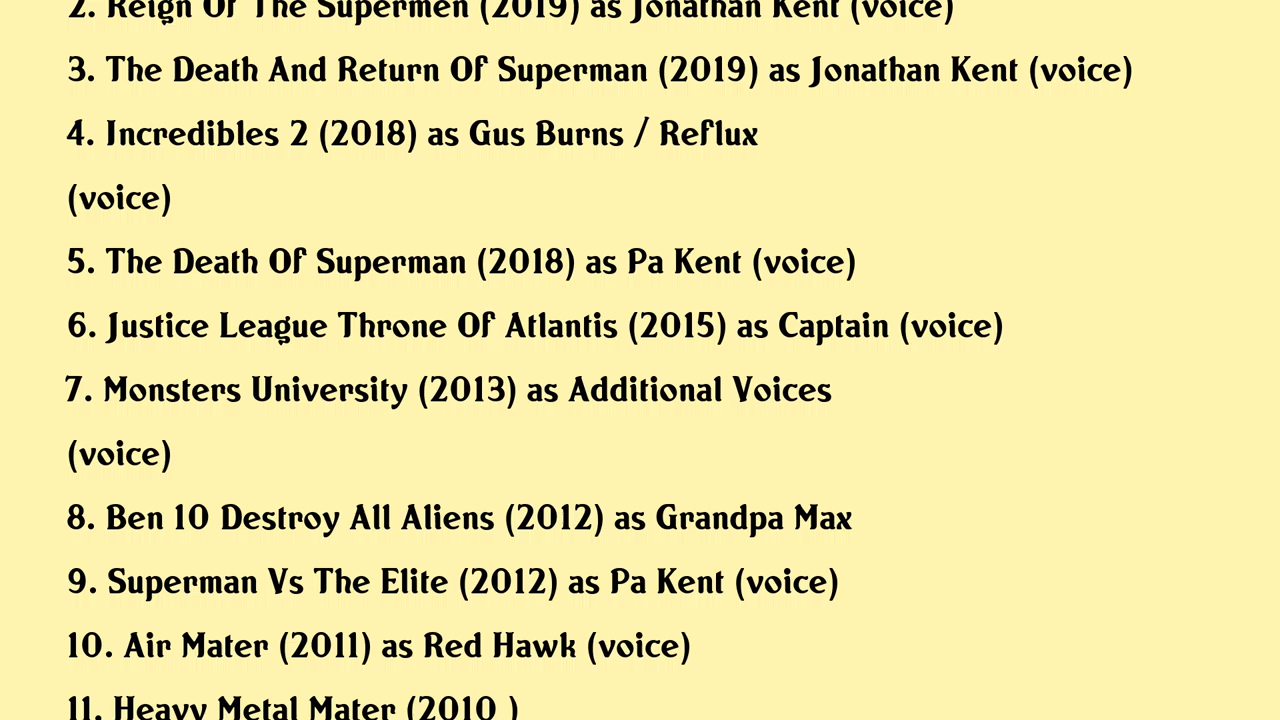 2. Reign Of The Supermen (2019) as Jonathan Kent (voice)
3. The Death And Return Of Superman (2019) as Jonathan Kent (voice)
4. Incredibles 2 (2018) as Gus Burns / Reflux
(voice)
5. The Death Of Superman (2018) as Pa Kent (voice)
6. Justice League Throne Of Atlantis (2015) as Captain (voice)
7. Monsters University (2013) as Additional Voices
(voice)
8. Ben 10 Destroy All Aliens (2012) as Grandpa Max
9. Superman Vs The Elite (2012) as Pa Kent (voice)
10. Air Mater (2011) as Red Hawk (voice)
11. Heavy Metal Mater (2010 )